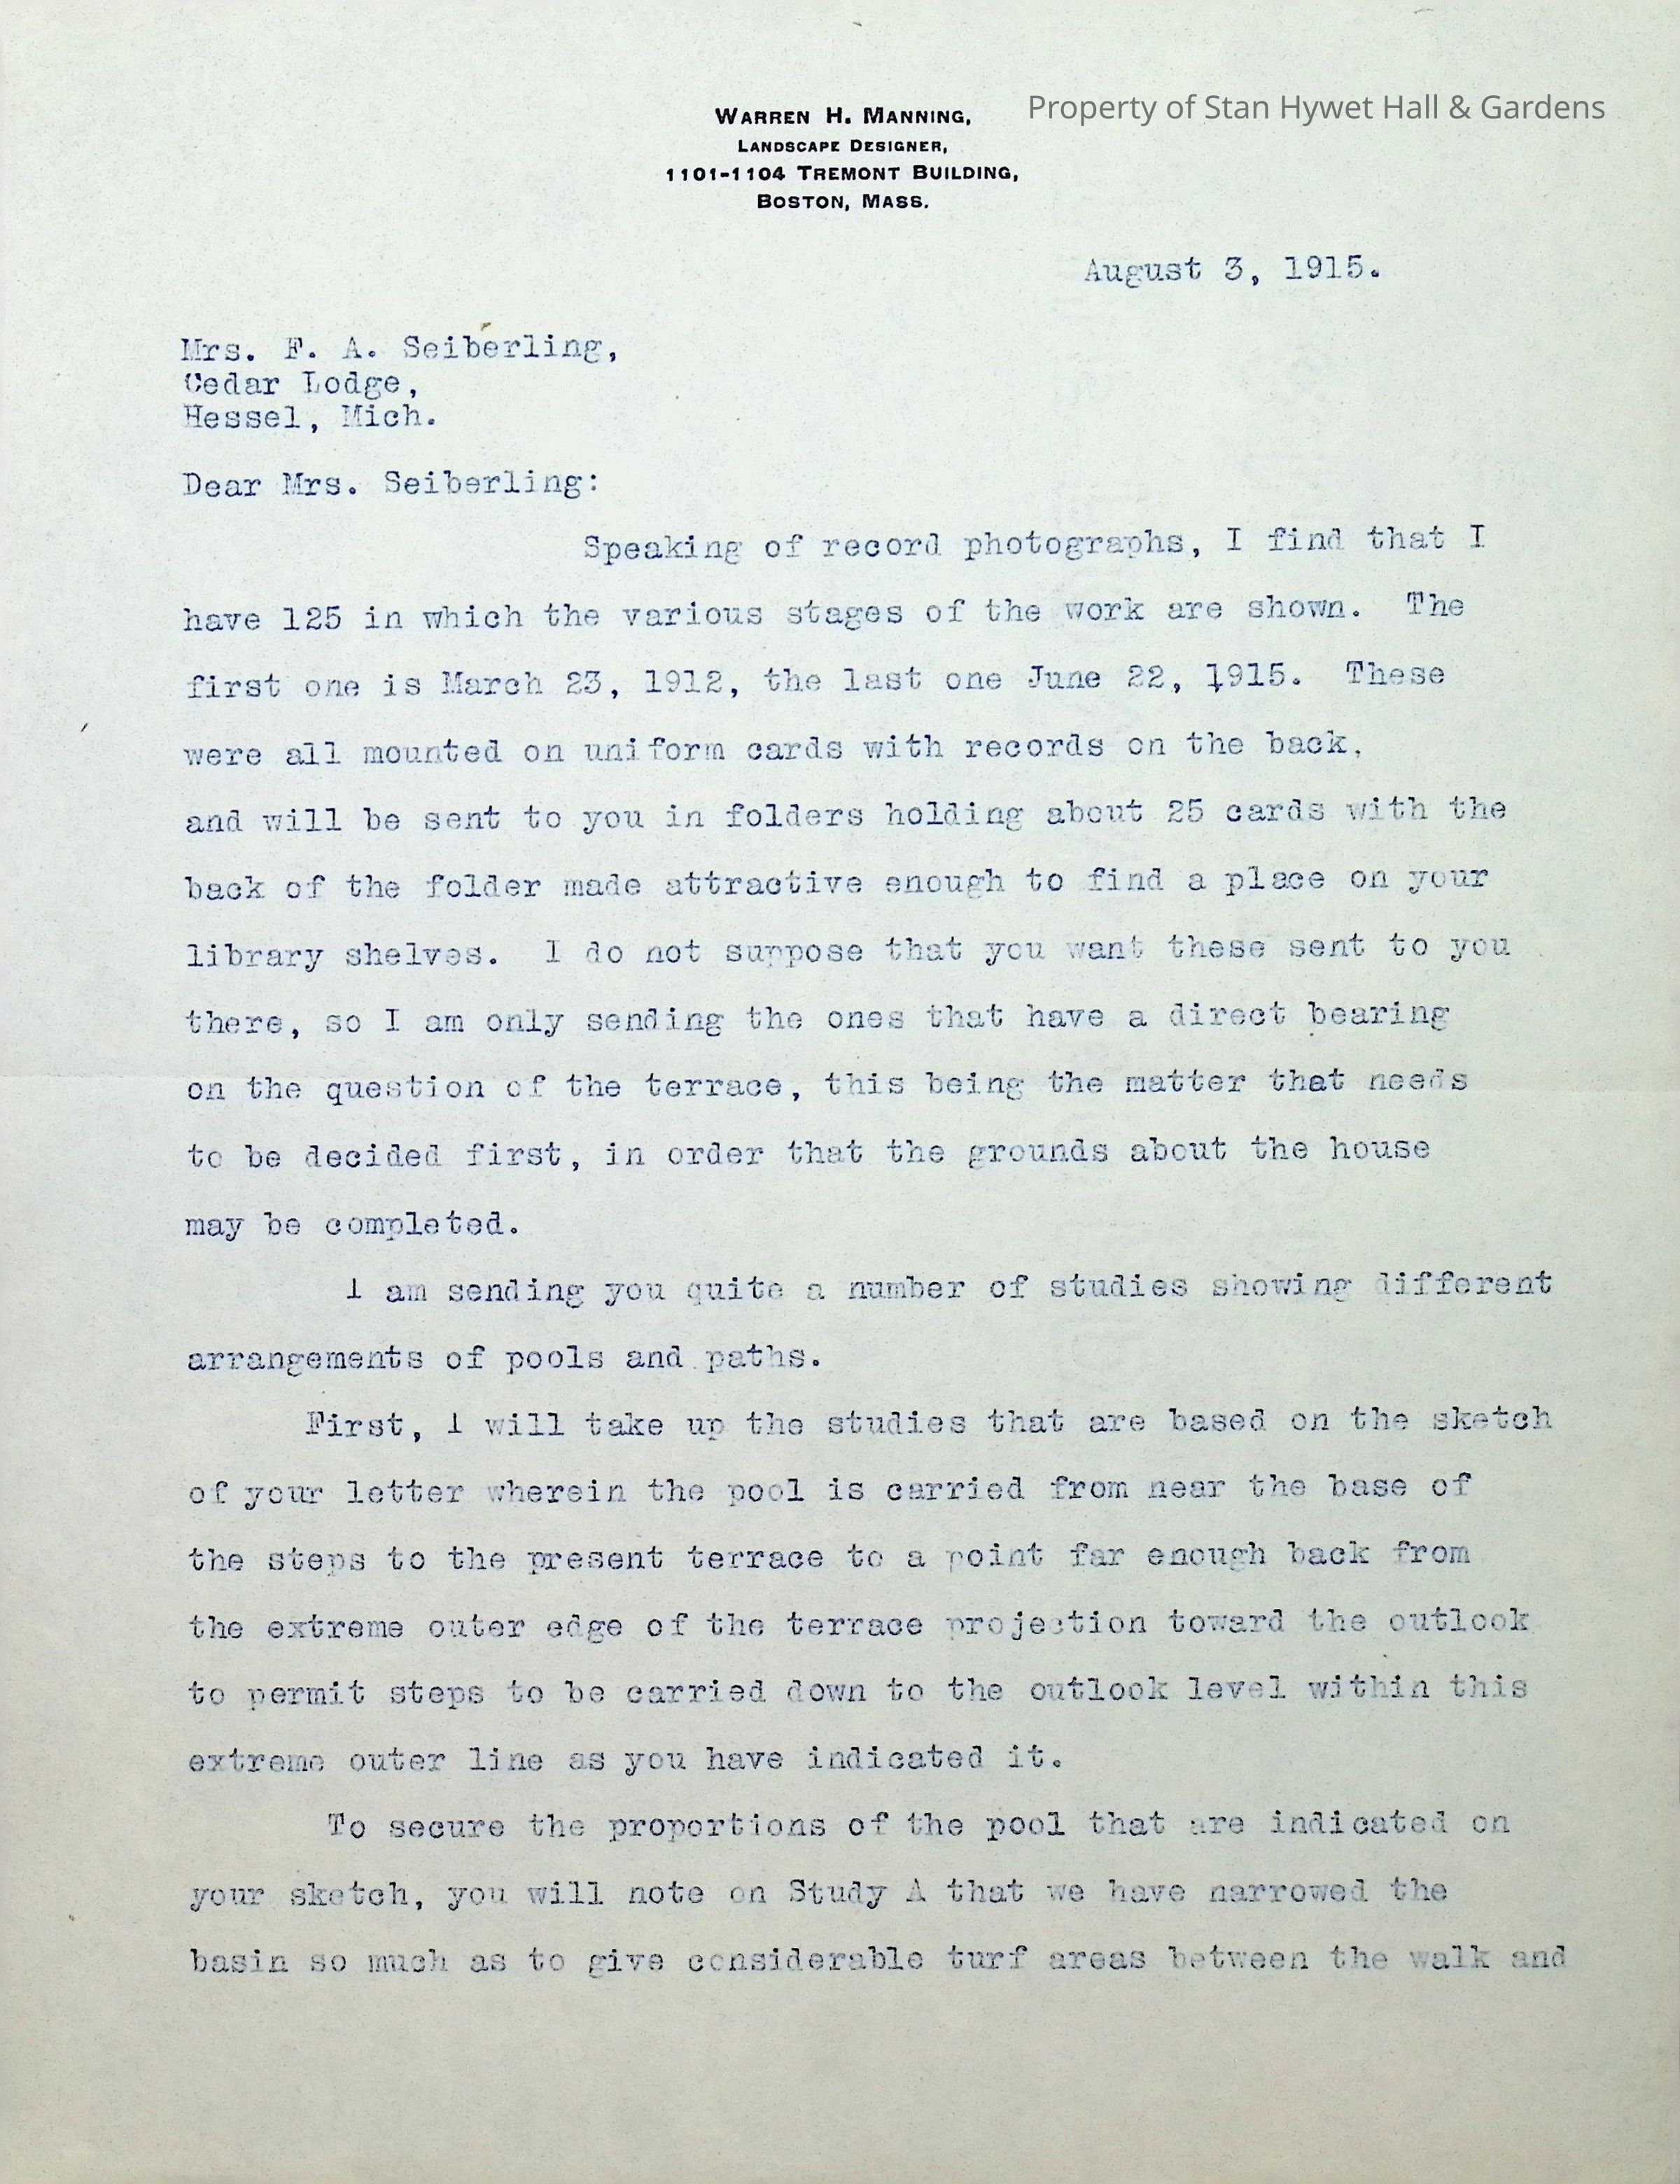 Property of Stan Hywet Hall & Gardens
WARREN H. MANNING,
LANDSCAPE DESIGNER,
1101-1104 TREMONT BUILDING,
BOSTON, MASS.
August 3, 1915.
Mrs. F. A. Seiberling,
Cedar Lodge,
Hessel, Mich.
Dear Mrs. Seiberling:
Speaking of record photographs, I find that I
have 125 in which the various stages of the work are shown. The
first one is March 23, 1912, the last one June 22, 1915. These
were all mounted on uniform cards with records on the back,
and will be sent to you in folders holding about 25 cards with the
back of the folder made attractive enough to find a place on your
library shelves. I do not suppose that you want these sent to you
there, so I am only sending the ones that have a direct bearing
on the question of the terrace, this being the matter that needs
to be decided first, in order that the grounds about the house
may be completed.
I am sending you quite a number of studies showing different
arrangements of pools and paths.
First, I will take up the studies that are based on the sketch
of your letter wherein the pool is carried from near the base of
the steps to the present terrace to a point far enough back from
the extreme outer edge of the terrace projection toward the outlook
to permit steps to be carried down to the outlook level within this
extreme outer line as you have indicated it.
To secure the proportions of the pool that are indicated on
your sketch, you will note on Study A that we have narrowed the
basin so much as to give considerable turf areas between the walk and